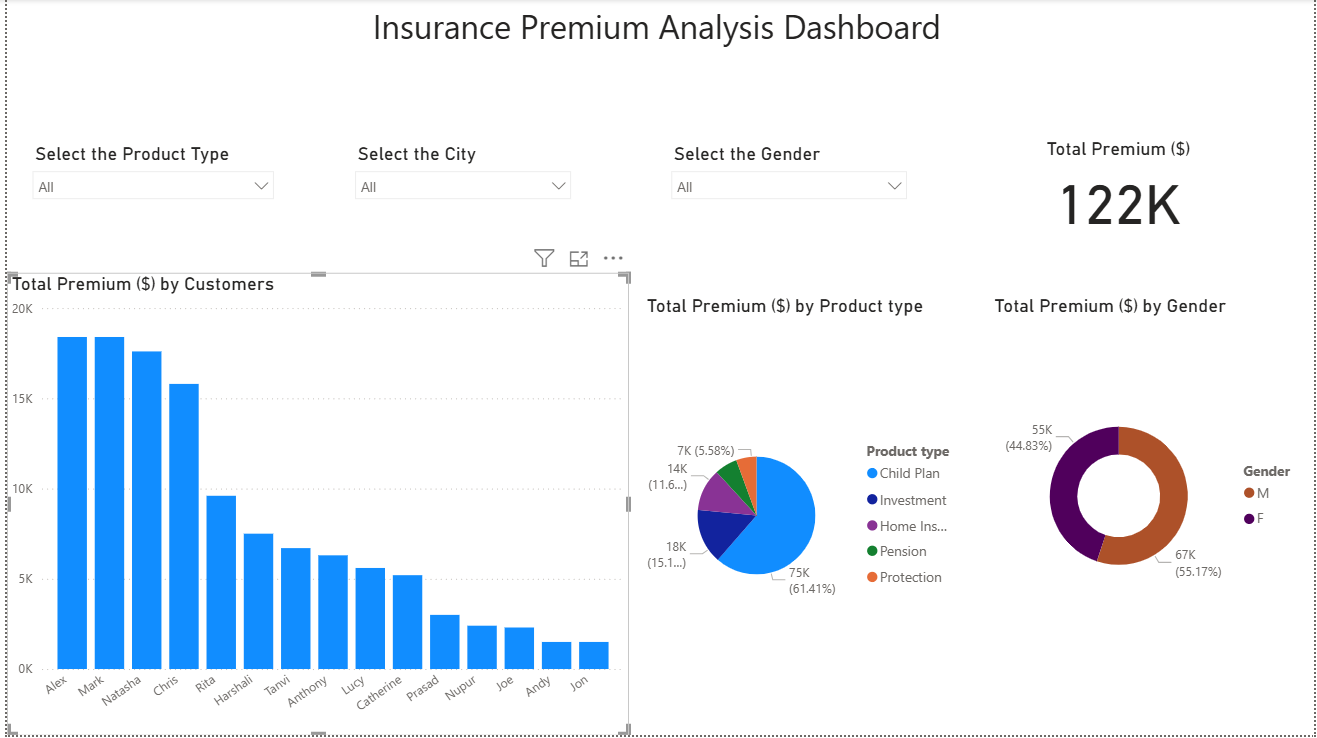 Insurance Premium Analysis Dashboard
Select the Product Type
All
Select the City
All
Select the Gender
All
Total Premium ($)
122K
Total Premium ($) by Customers
20K
15K
10K
5K
0K
Alex
Mark
Natasha
Chris
Rita
Harshali
Tanvi
Anthony
Lucy
Catherine
Prasad
Nupur
Joe
Andy
Jon
Total Premium ($) by Product type
7K (5.58%)
14K
(11.6...)
18K
(15.1...)
75K
(61.41%)
Product type
Child Plan
Investment
Home Ins...
Pension
Protection
Total Premium ($) by Gender
55K
(44.83%)
67K
(55.17%)
Gender
M
F